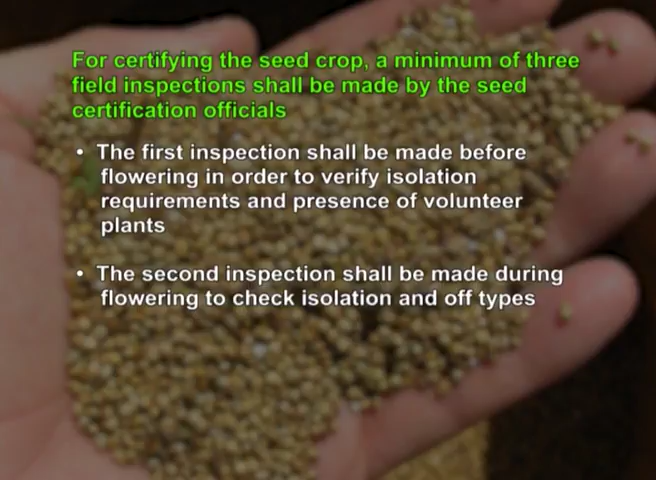 For certifying the seed crop, a minimum of three
field inspections shall be made by the seed
certification officials
• The first inspection shall be made before
flowering in order to verify isolation
requirements and presence of volunteer
plants
• The second inspection shall be made during
flowering to check isolation and off types